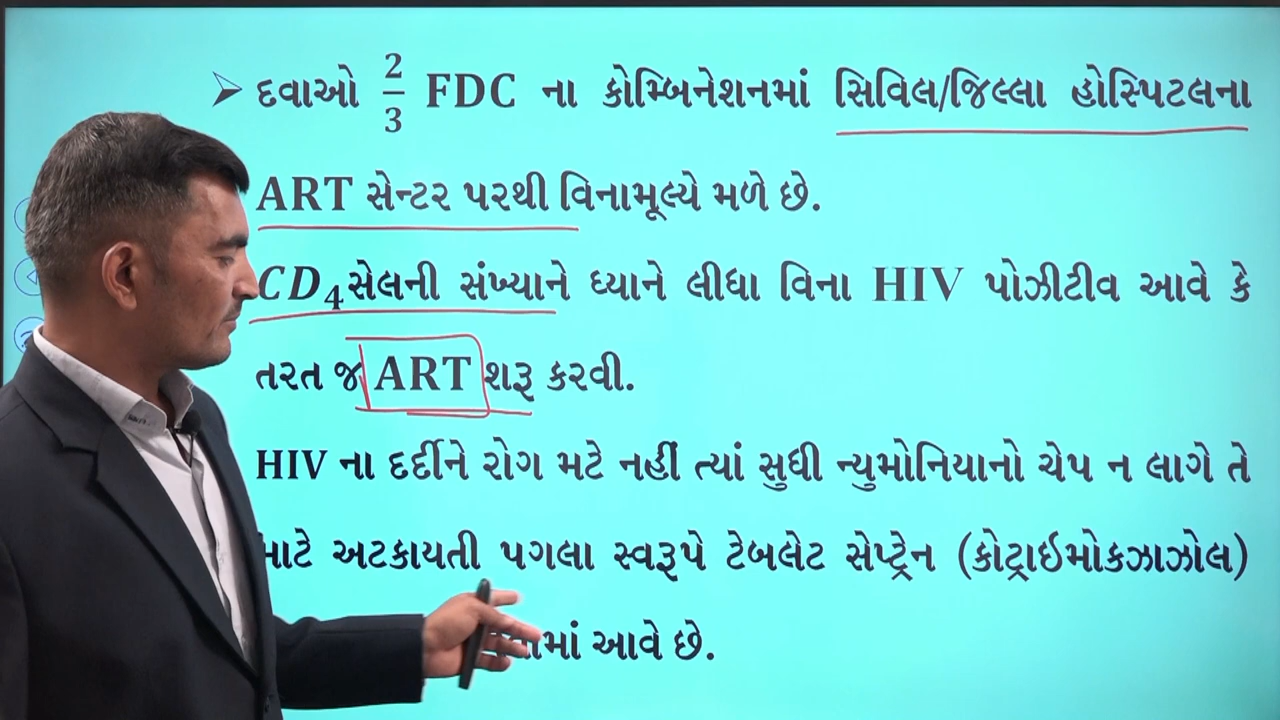 ➤ દવાઓ 2/3 FDC ના કોમ્બિનેશનમાં સિવિલ/જિલ્લા હોસ્પિટલના
ART સેન્ટર પરથી વિનામૂલ્યે મળે છે.
CD₄સેલની સંખ્યાને ધ્યાને લીધા વિના HIV પોઝીટીવ આવે કે
તરત જ ART શરૂ કરવી.
HIV ના દર્દીને રોગ મટે નહીં ત્યાં સુધી ન્યુમોનિયાનો ચેપ ન લાગે તે
માટે અટકાયતી પગલા સ્વરૂપે ટેબલેટ સેપ્ટ્રેન (કોટ્રાઇમોકઝાઝોલ)
આવે છે.